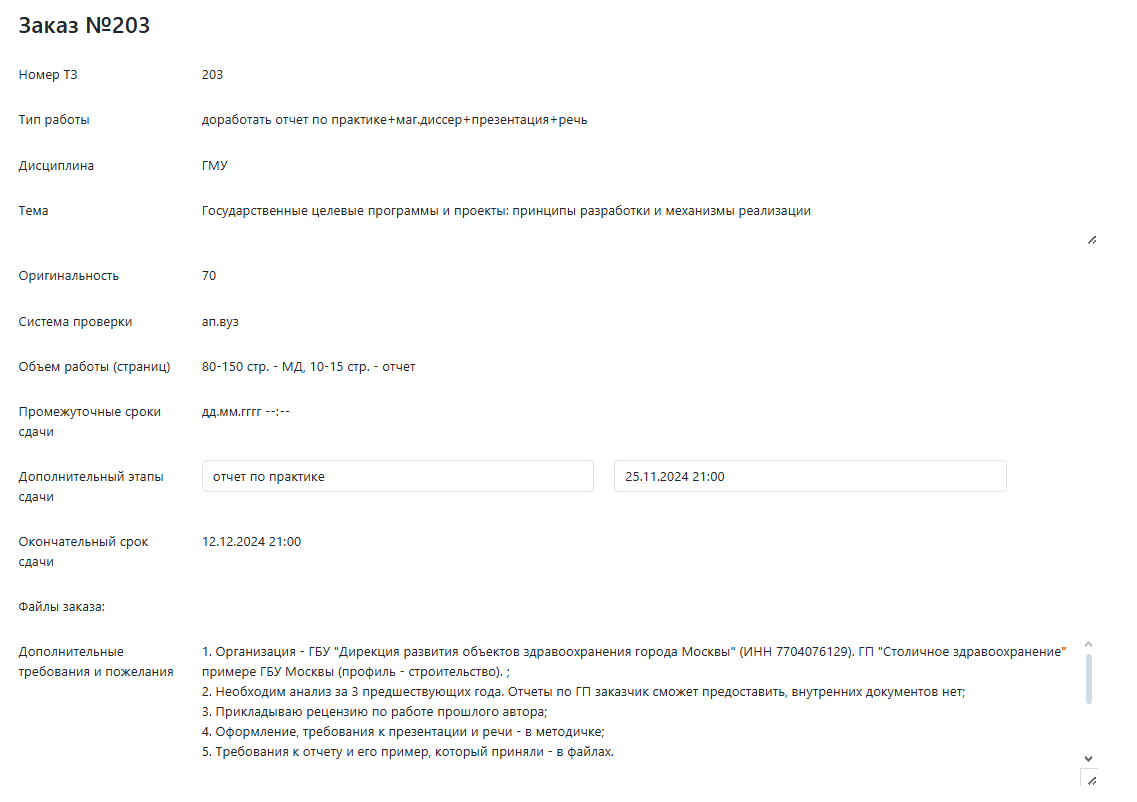 Заказ №203
Номер ТЗ 203
Тип работы доработать отчет по практике+маг.диссер+презентация+речь
Дисциплина ГМУ
Тема Государственные целевые программы и проекты: принципы разработки и механизмы реализации
Оригинальность 70
Система проверки ап.вуз
Объем работы (страниц) 80-150 стр. - МД, 10-15 стр. - отчет
Промежуточные сроки дд.мм.гггг --:--
сдачи
Дополнительный этапы отчет по практике 25.11.2024 21:00
сдачи
Окончательный срок 12.12.2024 21:00
сдачи
Файлы заказа:
Дополнительные 1. Организация - ГБУ "Дирекция развития объектов здравоохранения города Москвы" (ИНН 7704076129). ГП "Столичное здравоохранение"
требования и пожелания примере ГБУ Москвы (профиль - строительство). ;
2. Необходим анализ за 3 предшествующих года. Отчеты по ГП заказчик сможет предоставить, внутренних документов нет;
3. Прикладываю рецензию по работе прошлого автора;
4. Оформление, требования к презентации и речи - в методичке;
5. Требования к отчету и его пример, который приняли - в файлах.